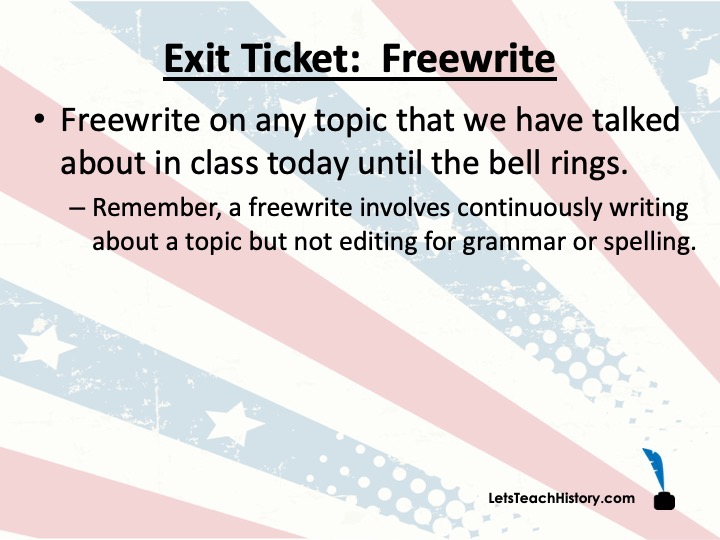 Exit Ticket:  Freewrite
• Freewrite on any topic that we have talked
about in class today until the bell rings.
– Remember, a freewrite involves continuously writing
about a topic but not editing for grammar or spelling.
LetsTeachHistory.com